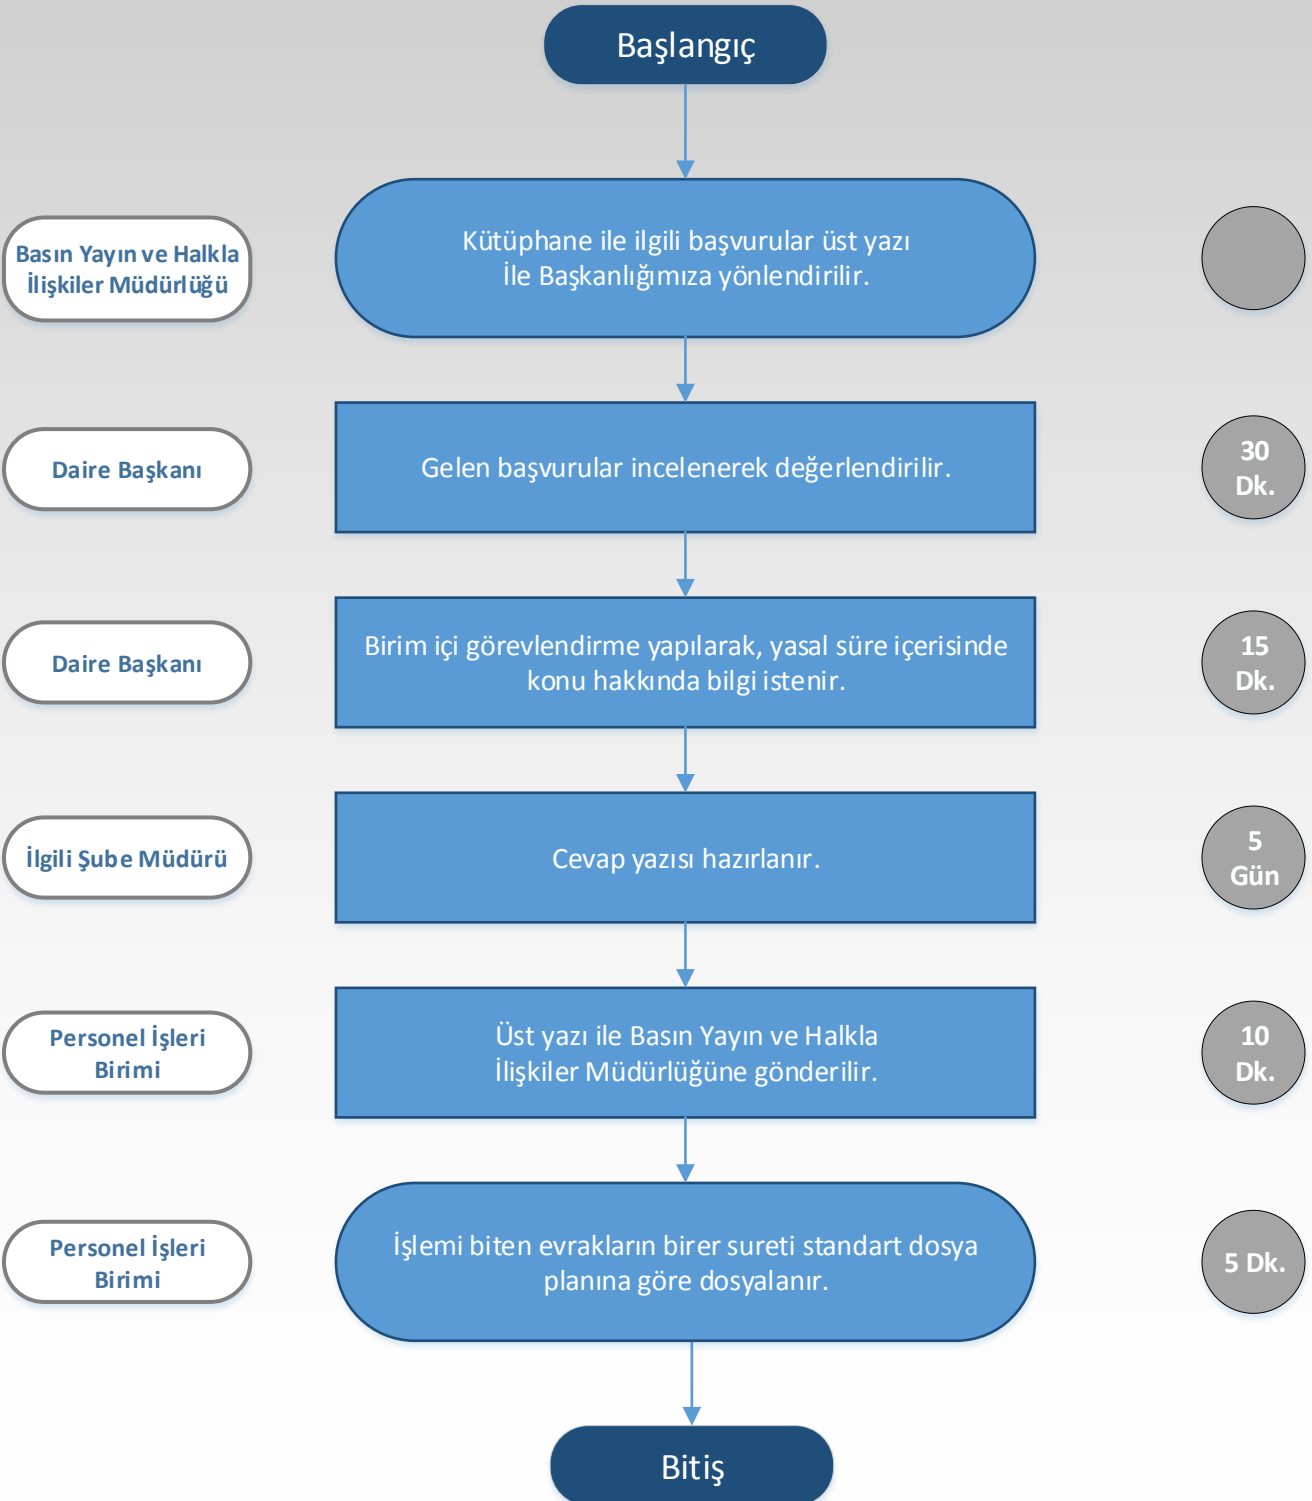 Başlangıç
Basın Yayın ve Halkla
İlişkiler Müdürlüğü
Kütüphane ile ilgili başvurular üst yazı
İle Başkanlığımıza yönlendirilir.
Daire Başkanı
Gelen başvurular incelenerek değerlendirilir.
30
Dk.
Daire Başkanı
Birim içi görevlendirme yapılarak, yasal süre içerisinde
konu hakkında bilgi istenir.
15
Dk.
İlgili Şube Müdürü
Cevap yazısı hazırlanır.
5
Gün
Personel İşleri
Birimi
Üst yazı ile Basın Yayın ve Halkla
İlişkiler Müdürlüğüne gönderilir.
10
Dk.
Personel İşleri
Birimi
İşlemi biten evrakların birer sureti standart dosya
planına göre dosyalanır.
5 Dk.
Bitiş